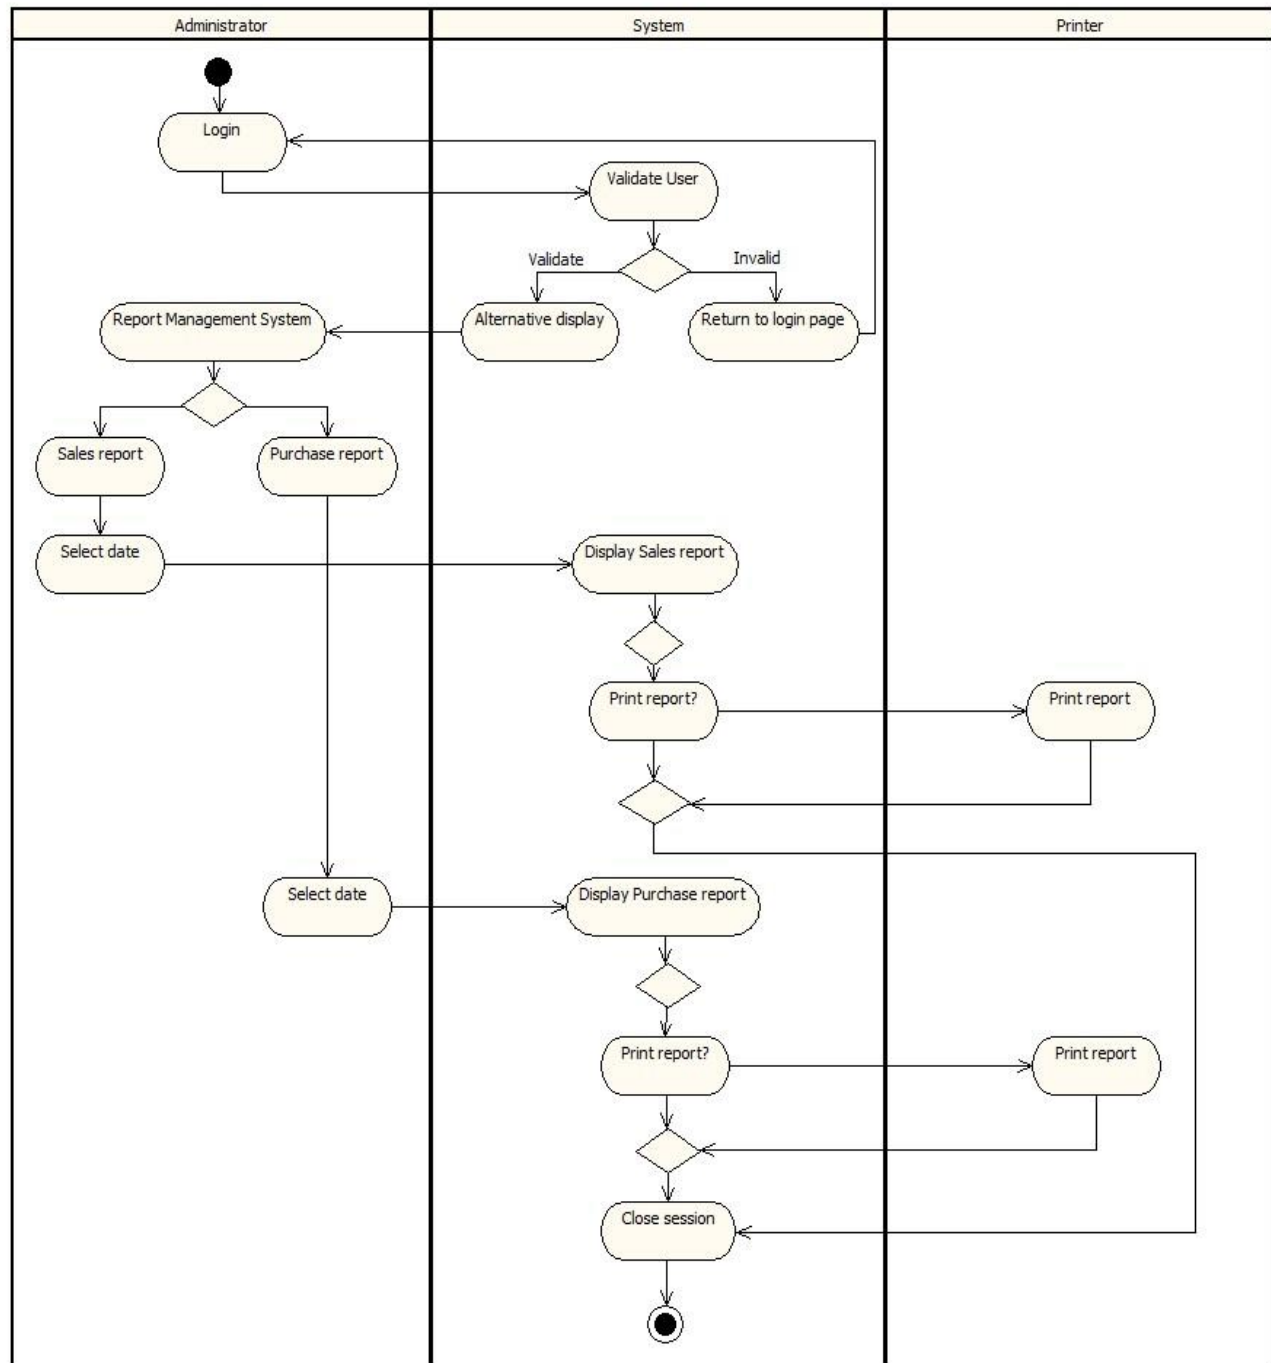 Administrator
System
Printer
Login
Validate User
Validate
Invalid
Report Management System
Alternative display
Return to login page
Sales report
Purchase report
Select date
Display Sales report
Print report?
Print report
Select date
Display Purchase report
Print report?
Print report
Close session